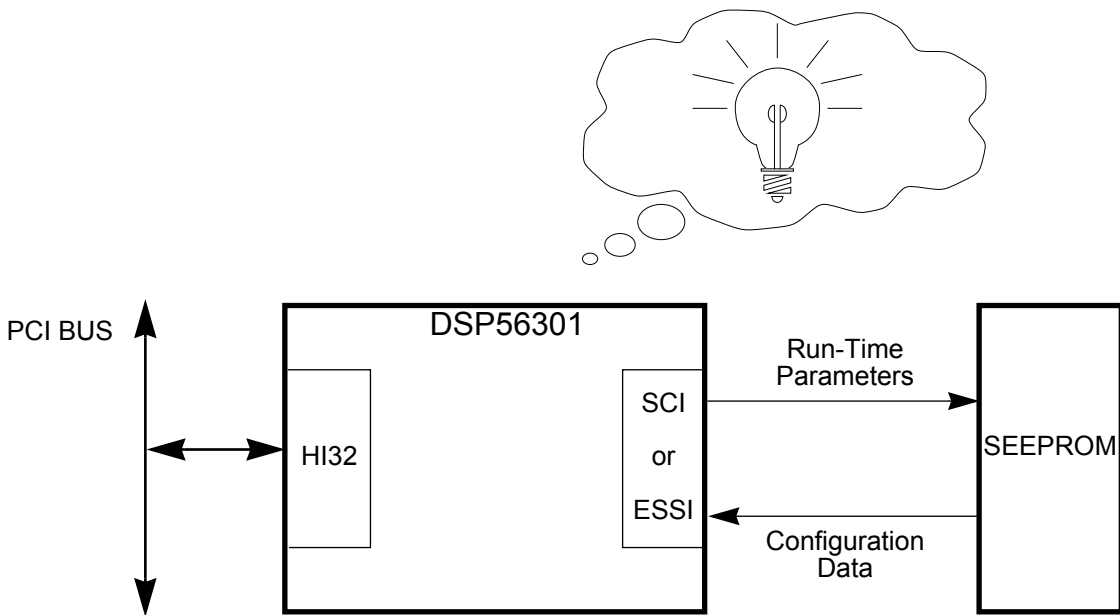 DSP56301
PCI BUS
HI32
SCI
or
ESSI
Run-Time
Parameters
SEEPROM
Configuration
Data